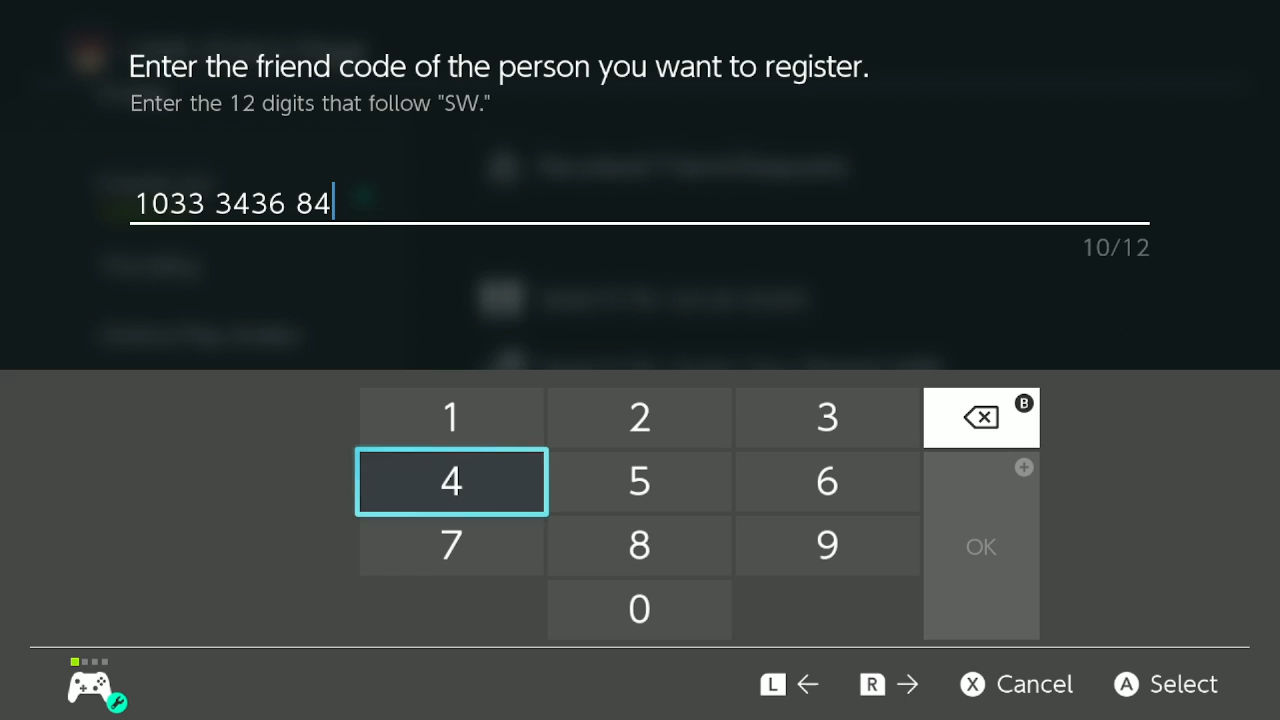 Enter the friend code of the person you want to register.
Enter the 12 digits that follow "SW."
1033 3436 84
10/12
1 2 3 B
4 5 6 +
7 8 9 OK
0
L ← R → X Cancel A Select